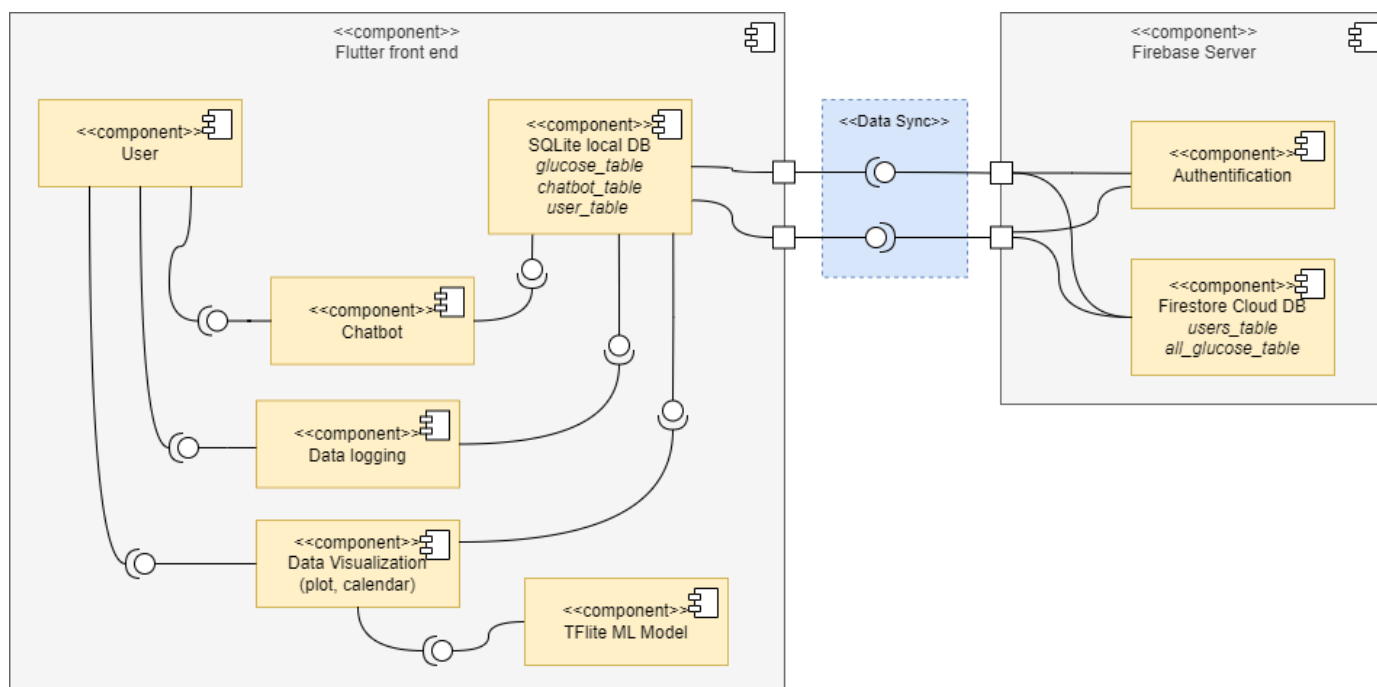 <<component>>
Flutter front end
<<component>>
User
<<component>>
SQLite local DB
glucose_table
chatbot_table
user_table
<<component>>
Chatbot
<<component>>
Data logging
<<component>>
Data Visualization
(plot, calendar)
<<component>>
TFlite ML Model
<<Data Sync>>
<<component>>
Firebase Server
<<component>>
Authentification
<<component>>
Firestore Cloud DB
users_table
all_glucose_table